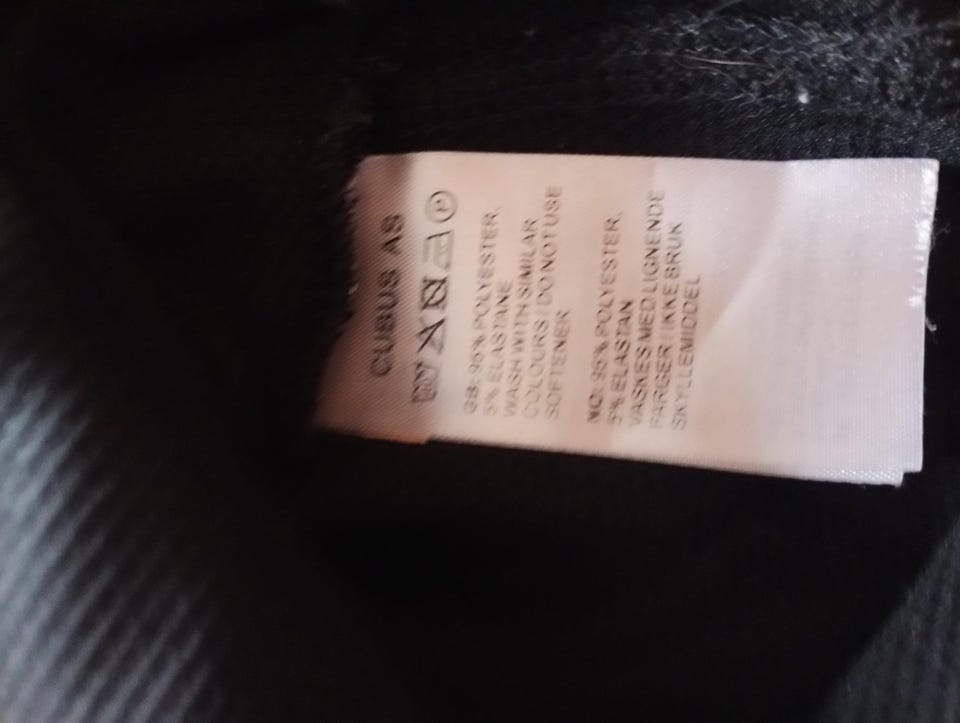 CUBUS AS
P
GB: 95% POLYESTER,
5% ELASTANE
WASH WITH SIMILAR
COLOURS / DO NOT USE
SOFTENER
NO: 95% POLYESTER,
5% ELASTAN
VASKES MED LIGNENDE
FARGER / IKKE BRUK
SKYLLEMIDDEL